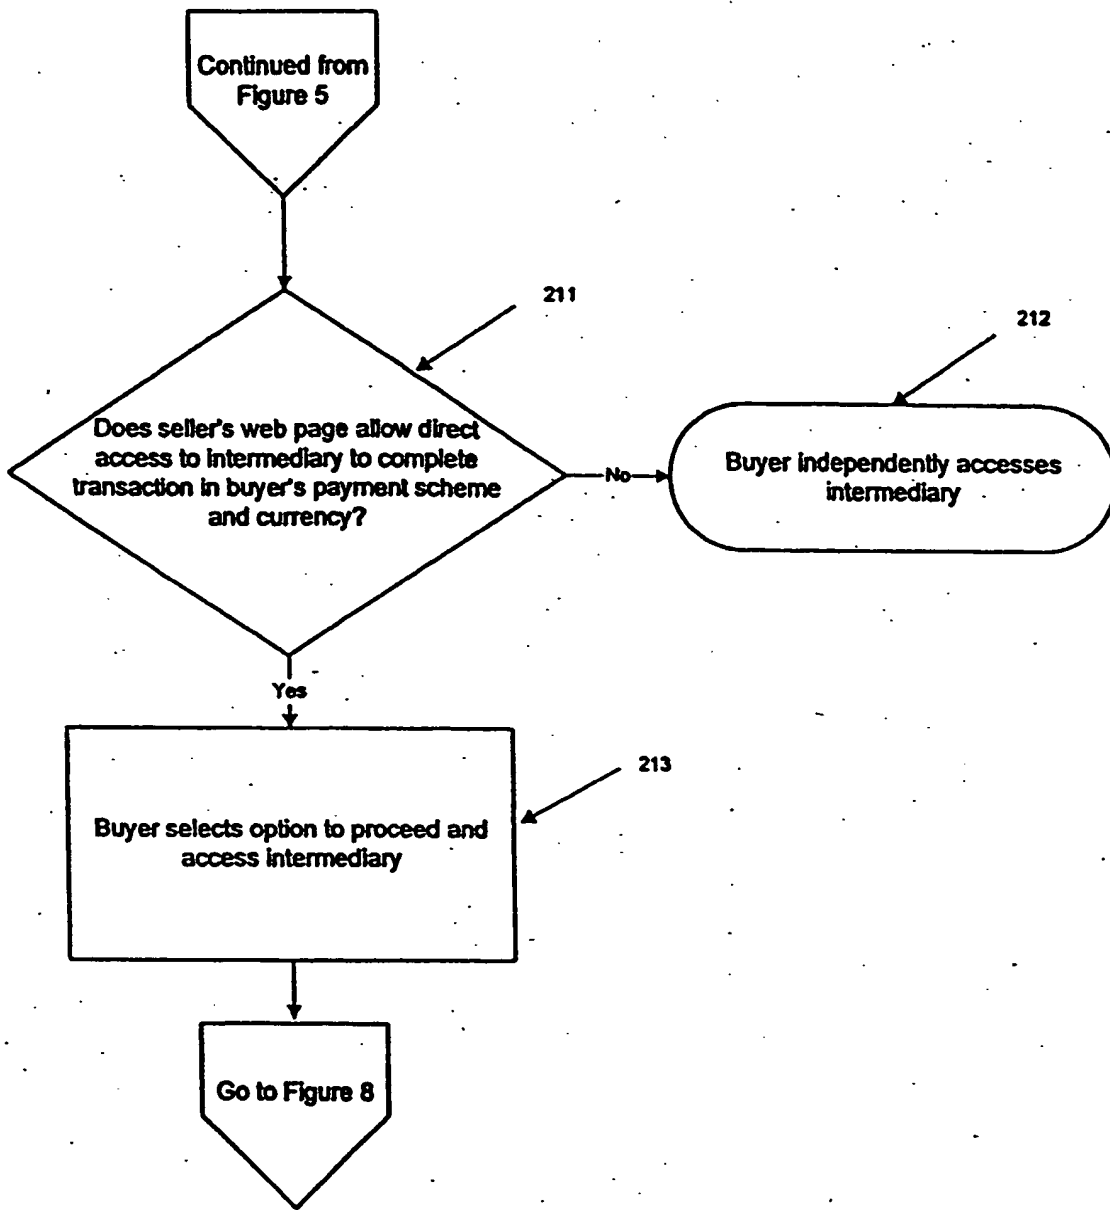 Continued from
Figure 5
211
212
Does seller's web page allow direct
access to intermediary to complete
transaction in buyer's payment scheme
and currency?
No
Buyer independently accesses
intermediary
Yes
213
Buyer selects option to proceed and
access intermediary
Go to Figure 8